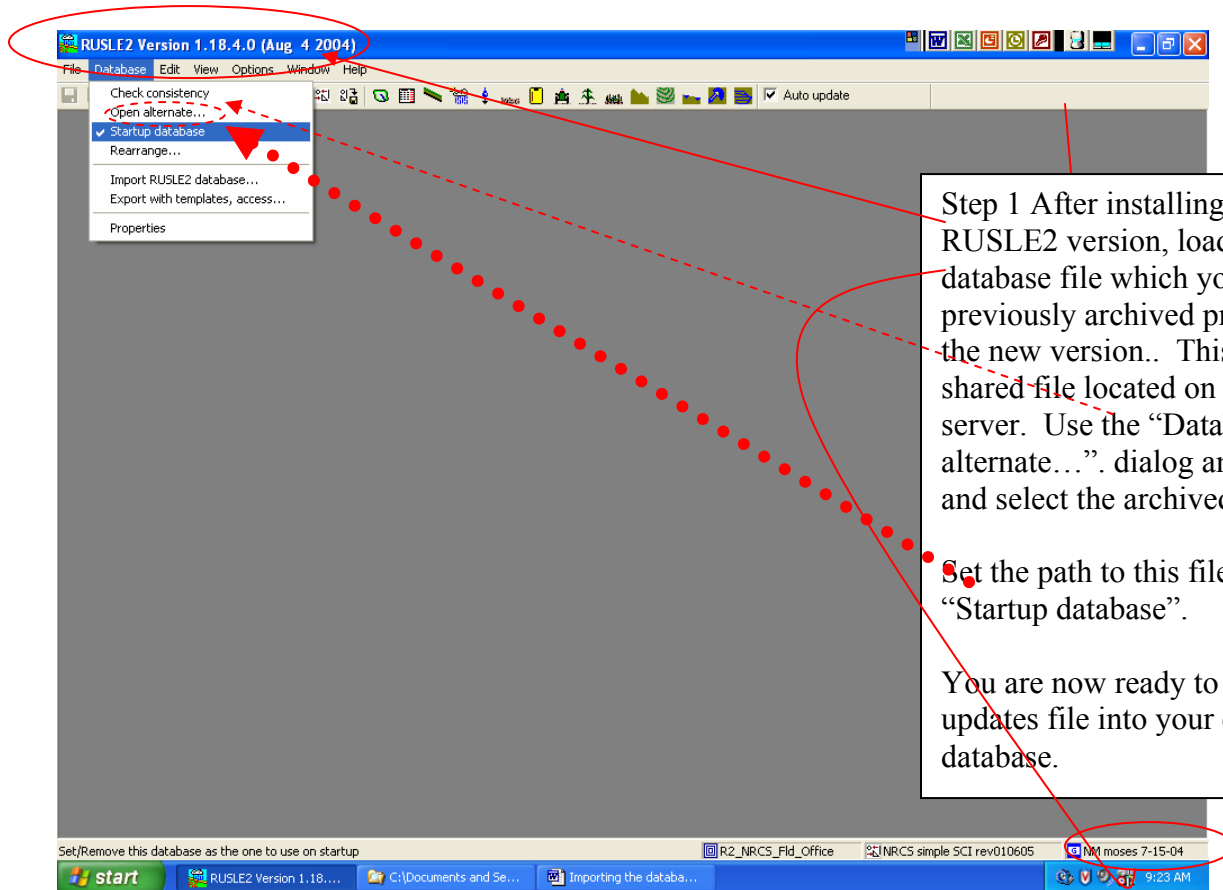 RUSLE2 Version 1.18.4.0 (Aug 4 2004)
File Database Edit View Options Window Help
Auto update
Check consistency
Open alternate...
Startup database
Rearrange...
Import RUSLE2 database...
Export with templates, access...
Properties
Step 1 After installing
RUSLE2 version, load
database file which yo
previously archived pr
the new version.. This
shared file located on
server. Use the “Data
alternate…”. dialog an
and select the archived
Set the path to this file
“Startup database”.
You are now ready to
updates file into your
database.
Set/Remove this database as the one to use on startup
R2_NRCS_Fld_Office
NRCS simple SCI rev010605
NM moses 7-15-04
start
RUSLE2 Version 1.18....
C:\Documents and Se...
Importing the databa...
9:23 AM